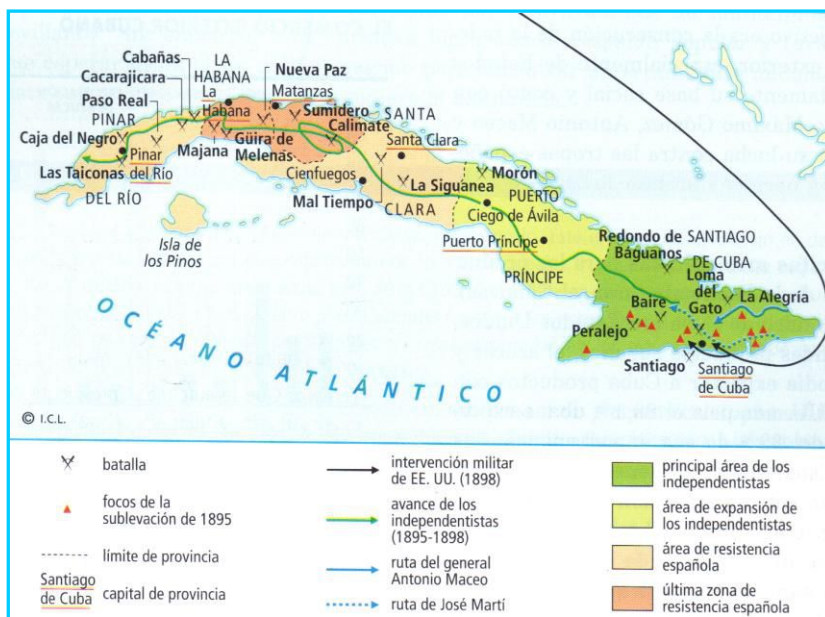 Cabañas
Cacarajicara
Paso Real
PINAR
Caja del Negro
Las Taiconas
Pinar
del Río
DEL RÍO
LA
HABANA
La
Habana
Nueva Paz
Matanzas
Majana
Güira de
Melenás
Sumidero
Calimate
SANTA
Santa Clara
Cienfuegos
Mal Tiempo
La Siguanea
CLARA
Morón
PUERTO
Ciego de Ávila
Puerto Príncipe
PRÍNCIPE
Redondo de
Báguanos
SANTIAGO
DE CUBA
Loma
del
Gato
La Alegría
Baire
Peralejo
Santiago
Santiago
de Cuba
Isla de
los Pinos
OCÉANO ATLÁNTICO
© I.C.L.
batalla
focos de la
sublevación de 1895
límite de provincia
Santiago
de Cuba
capital de provincia
intervención militar
de EE. UU. (1898)
avance de los
independentistas
(1895-1898)
ruta del general
Antonio Maceo
ruta de José Martí
principal área de los
independentistas
área de expansión de
los independentistas
área de resistencia
española
última zona de
resistencia española